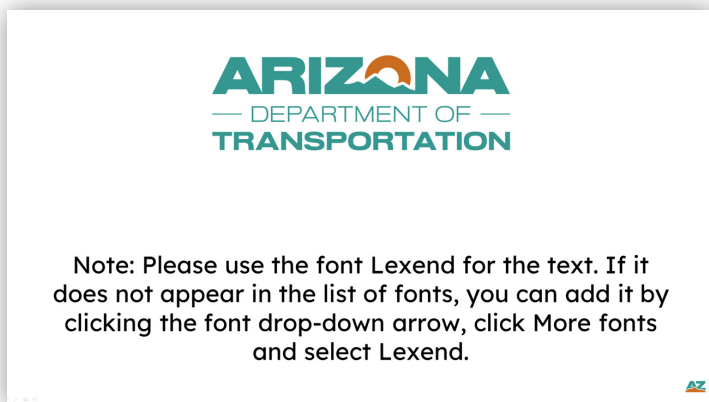 ARIZONA
DEPARTMENT OF
TRANSPORTATION
Note: Please use the font Lexend for the text. If it
does not appear in the list of fonts, you can add it by
clicking the font drop-down arrow, click More fonts
and select Lexend.
AZ